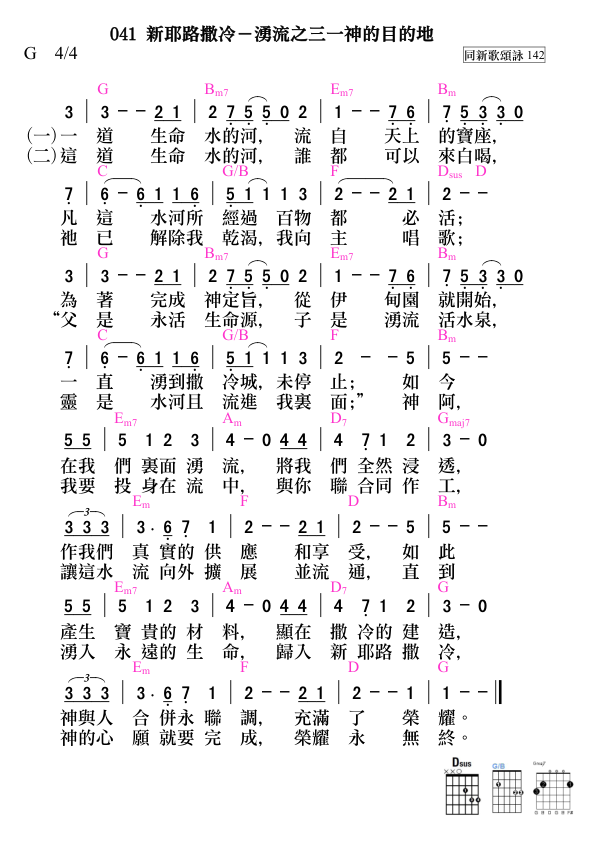 041 新耶路撒冷－湧流之三一神的目的地
G 4/4
同新歌頌詠 142
G Bm7 Em7 Bm
3 | 3 - - 2 1 | 2 7 5 5 0 2 | 1 - - 7 6 | 7 5 3 3 0
(一)一 道 生命 水的河， 流 自 天上 的寶座，
(二)這 道 生命 水的河， 誰 都 可以 來白喝，
C G/B F Dsus D
7 | 6 - 6 1 1 6 | 5 1 1 1 3 | 2 - - 2 1 | 2 - -
凡 這 水河所 經過 百物 都 必 活；
祂 已 解除我 乾渴，我向 主 唱 歌；
G Bm7 Em7 Bm
3 | 3 - - 2 1 | 2 7 5 5 0 2 | 1 - - 7 6 | 7 5 3 3 0
為 著 完成 神定旨， 從 伊 甸園 就開始，
“父 是 永活 生命源， 子 是 湧流 活水泉，
C G/B F Bm
7 | 6 - 6 1 1 6 | 5 1 1 1 3 | 2 - - 5 | 5 - -
一 直 湧到撒 冷城，未停 止； 如 今
靈 是 水河且 流進 我裏 面；” 神 阿，
Em7 Am D7 Gmaj7
5 5 | 5 1 2 3 | 4 - 0 4 4 | 4 7 1 2 | 3 - 0
在我 們 裏面 湧 流， 將我 們 全然 浸 透，
我要 投 身在 流 中， 與你 聯 合同 作 工，
Em F D Bm
3 3 3 | 3 · 6 7 1 | 2 - - 2 1 | 2 - - 5 | 5 - -
作我們 真 實的 供 應 和享 受， 如 此
讓這水 流 向外 擴 展 並流 通， 直 到
Em7 Am D7 G
5 5 | 5 1 2 3 | 4 - 0 4 4 | 4 7 1 2 | 3 - 0
產生 寶 貴的 材 料， 顯在 撒 冷的 建 造，
湧入 永 遠的 生 命， 歸入 新 耶路 撒 冷，
Em F D G
3 3 3 | 3 · 6 7 1 | 2 - - 2 1 | 2 - - 2 | 1 - - ‖
神與人 合 併永 聯 調， 充滿 了 榮 耀。
神的心 願 就要 完 成， 榮耀 永 無 終。
Dsus G/B Gmaj7